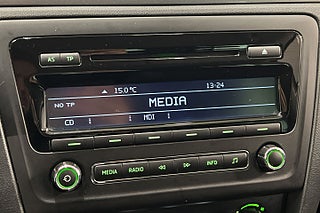 AS TP
15.0°C 13-24
NO TP MEDIA
CD MDI
MEDIA RADIO INFO